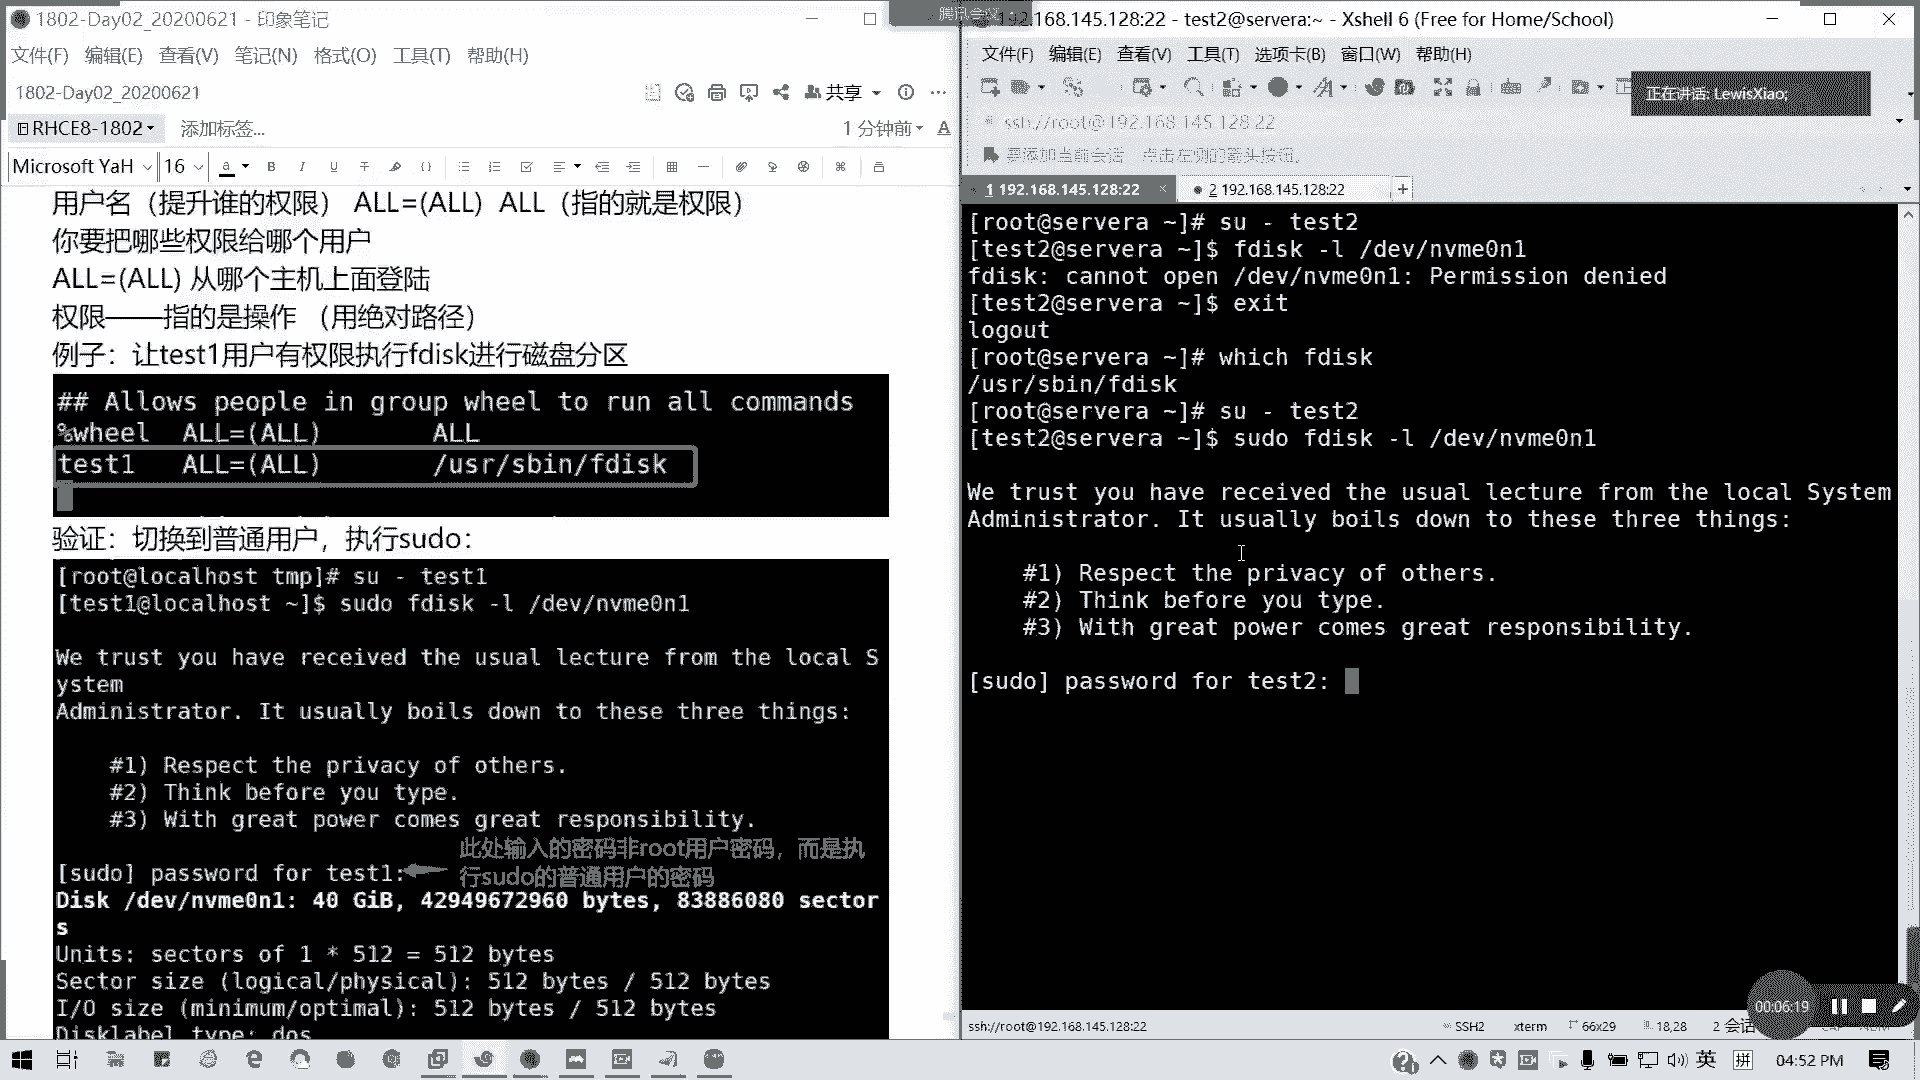 1802-Day02_20200621 - 印象笔记
文件(F) 编辑(E) 查看(V) 笔记(N) 格式(O) 工具(T) 帮助(H)
1802-Day02_20200621
共享
RHCE8-1802
添加标签...
1 分钟前
Microsoft YaH 16
用户名（提升谁的权限） ALL=(ALL) ALL（指的就是权限）
你要把哪些权限给哪个用户
ALL=(ALL) 从哪个主机上面登陆
权限——指的是操作 （用绝对路径）
例子：让test1用户有权限执行fdisk进行磁盘分区
## Allows people in group wheel to run all commands
%wheel ALL=(ALL) ALL
test1 ALL=(ALL) /usr/sbin/fdisk
验证：切换到普通用户，执行sudo：
[root@localhost tmp]# su - test1
[test1@localhost ~]$ sudo fdisk -l /dev/nvme0n1
We trust you have received the usual lecture from the local S
ystem
Administrator. It usually boils down to these three things:
#1) Respect the privacy of others.
#2) Think before you type.
#3) With great power comes great responsibility.
此处输入的密码非root用户密码，而是执
行sudo的普通用户的密码
[sudo] password for test1:
Disk /dev/nvme0n1: 40 GiB, 42949672960 bytes, 83886080 sector
s
Units: sectors of 1 * 512 = 512 bytes
Sector size (logical/physical): 512 bytes / 512 bytes
I/O size (minimum/optimal): 512 bytes / 512 bytes
Disklabel type: dos
腾讯会议
192.168.145.128:22 - test2@servera:~ - Xshell 6 (Free for Home/School)
文件(F) 编辑(E) 查看(V) 工具(T) 选项卡(B) 窗口(W) 帮助(H)
正在讲话: LewisXiao;
ssh://root@192.168.145.128:22
要添加当前会话，点击左侧的箭头按钮。
1 192.168.145.128:22
2 192.168.145.128:22
[root@servera ~]# su - test2
[test2@servera ~]$ fdisk -l /dev/nvme0n1
fdisk: cannot open /dev/nvme0n1: Permission denied
[test2@servera ~]$ exit
logout
[root@servera ~]# which fdisk
/usr/sbin/fdisk
[root@servera ~]# su - test2
[test2@servera ~]$ sudo fdisk -l /dev/nvme0n1
We trust you have received the usual lecture from the local System
Administrator. It usually boils down to these three things:
#1) Respect the privacy of others.
#2) Think before you type.
#3) With great power comes great responsibility.
[sudo] password for test2:
00:06:19
ssh://root@192.168.145.128:22 SSH2 xterm 66x29 18,28 2 会话
英 拼 04:52 PM